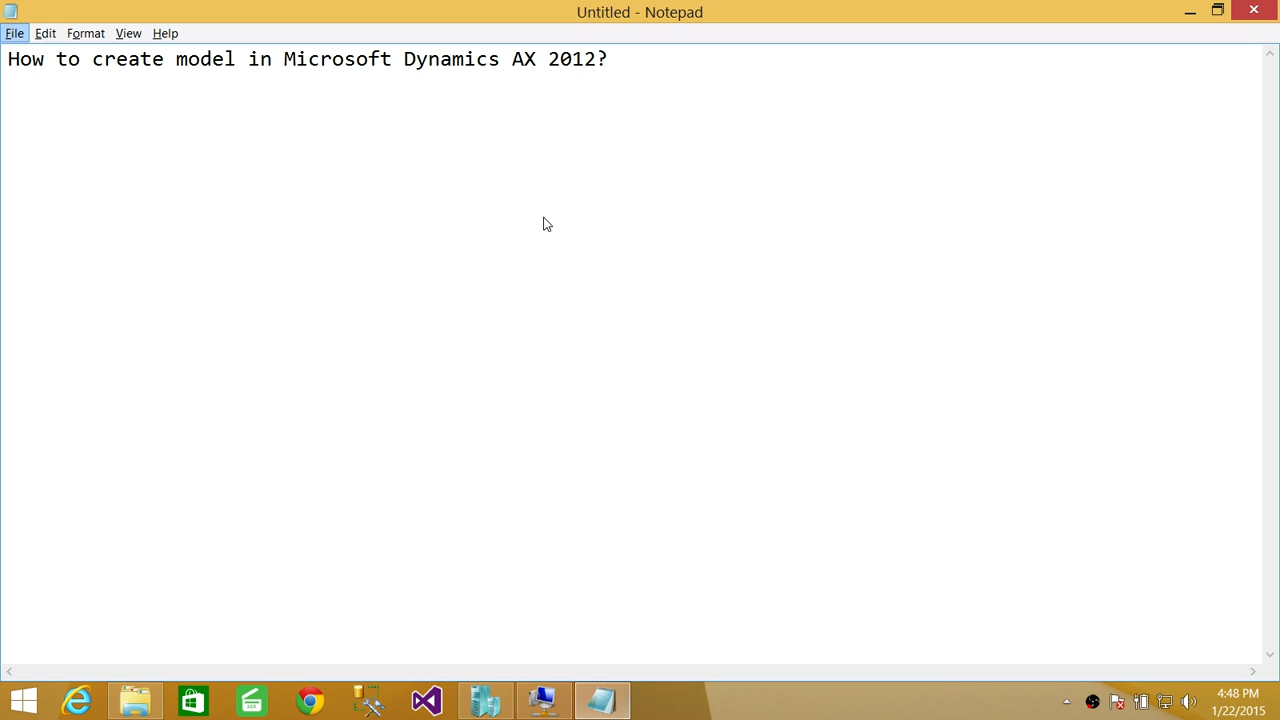 Untitled - Notepad
File Edit Format View Help
How to create model in Microsoft Dynamics AX 2012?
4:48 PM
1/22/2015